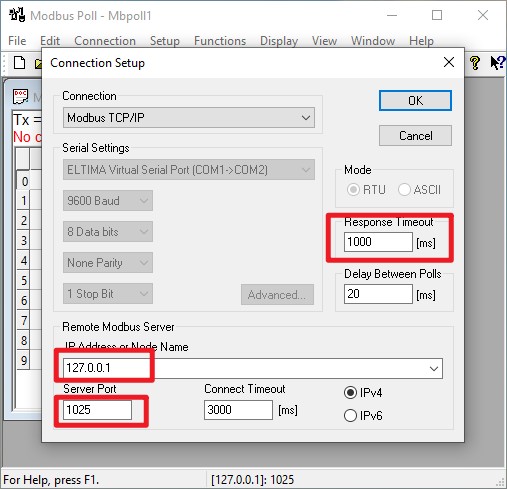 Modbus Poll - Mbpoll1
File Edit Connection Setup Functions Display View Window Help
Connection Setup
Connection
Modbus TCP/IP
OK
Cancel
Serial Settings
ELTIMA Virtual Serial Port (COM1->COM2)
9600 Baud
8 Data bits
None Parity
1 Stop Bit
Advanced...
Mode
RTU ASCII
Response Timeout
1000 [ms]
Delay Between Polls
20 [ms]
Remote Modbus Server
IP Address or Node Name
127.0.0.1
Server Port
1025
Connect Timeout
3000 [ms]
IPv4
IPv6
Tx =
0
1
2
3
4
5
6
7
8
9
For Help, press F1.
[127.0.0.1]: 1025